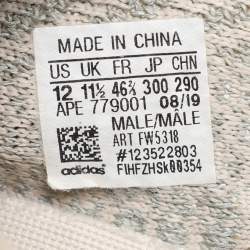 MADE IN CHINA
US UK FR JP CHN
12 11½ 46⅔ 300 290
APE 779001 08/19
MALE/MÂLE
ART FW5318
#123522803
F1HFZHSK00354
adidas